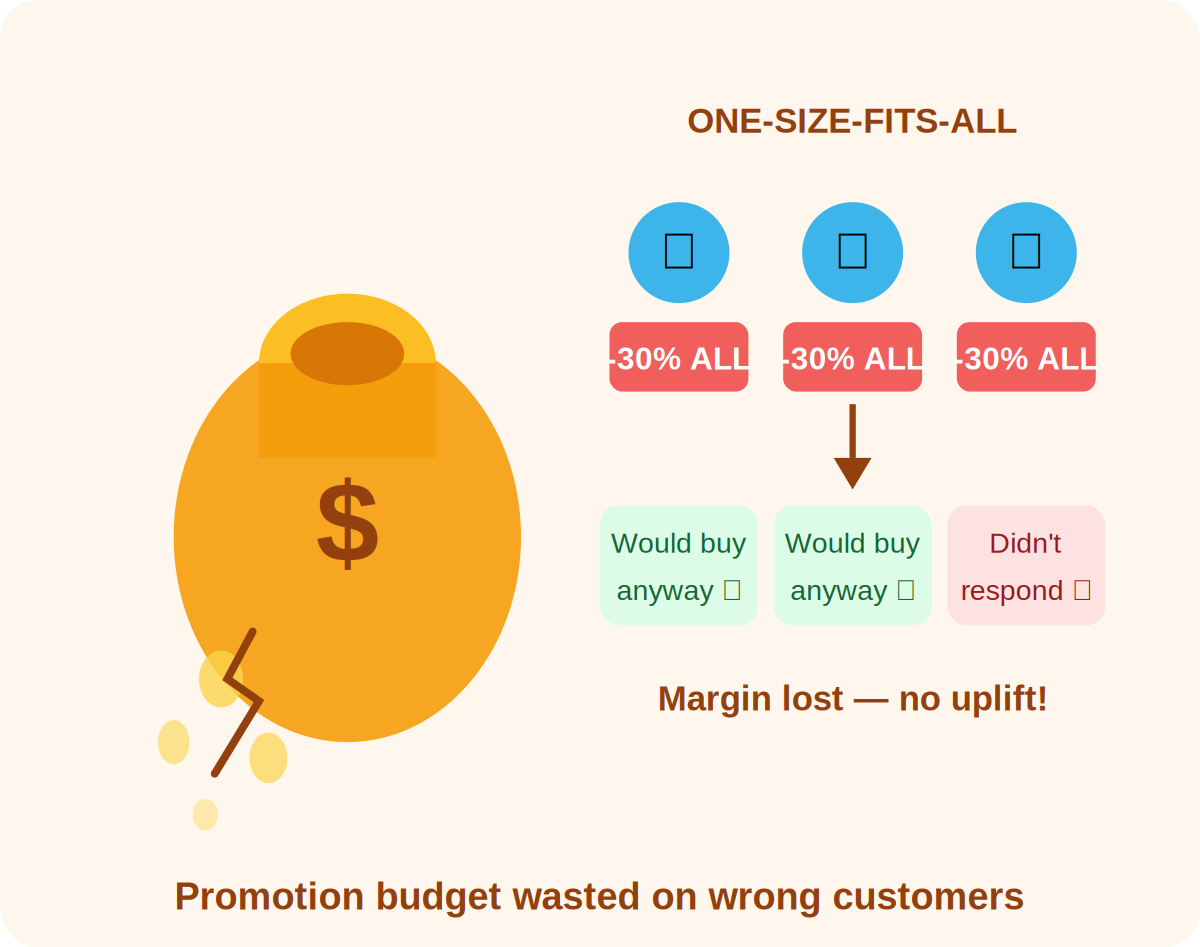 ONE-SIZE-FITS-ALL
-30% ALL
-30% ALL
-30% ALL
$
Would buy
anyway
Would buy
anyway
Didn't
respond
Margin lost — no uplift!
Promotion budget wasted on wrong customers